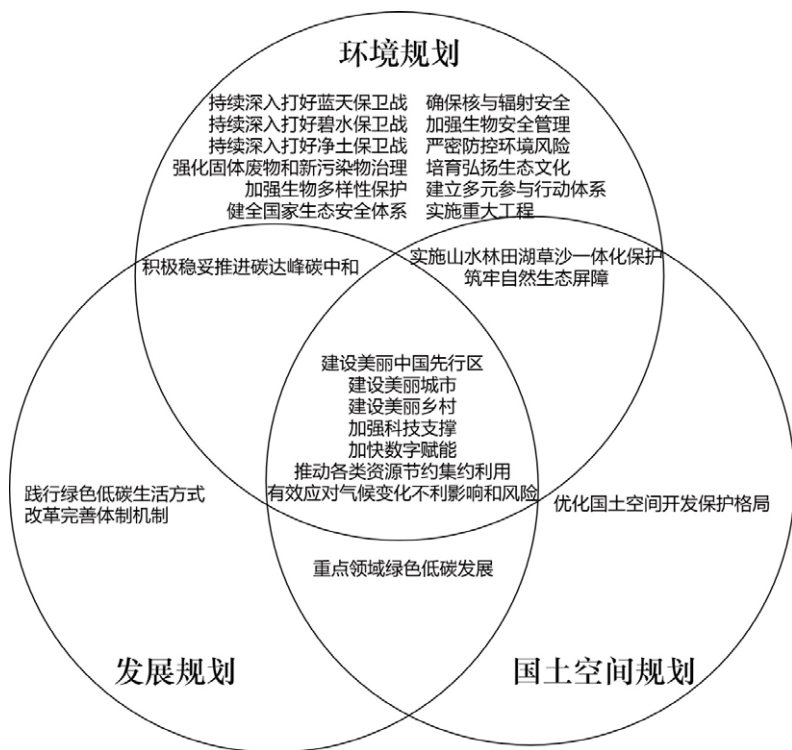 环境规划
持续深入打好蓝天保卫战 确保核与辐射安全
持续深入打好碧水保卫战 加强生物安全管理
持续深入打好净土保卫战 严密防控环境风险
强化固体废物和新污染物治理 培育弘扬生态文化
加强生物多样性保护 建立多元参与行动体系
健全国家生态安全体系 实施重大工程
积极稳妥推进碳达峰碳中和
实施山水林田湖草沙一体化保护
筑牢自然生态屏障
建设美丽中国先行区
建设美丽城市
建设美丽乡村
加强科技支撑
加快数字赋能
推动各类资源节约集约利用
有效应对气候变化不利影响和风险
践行绿色低碳生活方式
改革完善体制机制
优化国土空间开发保护格局
重点领域绿色低碳发展
发展规划
国土空间规划